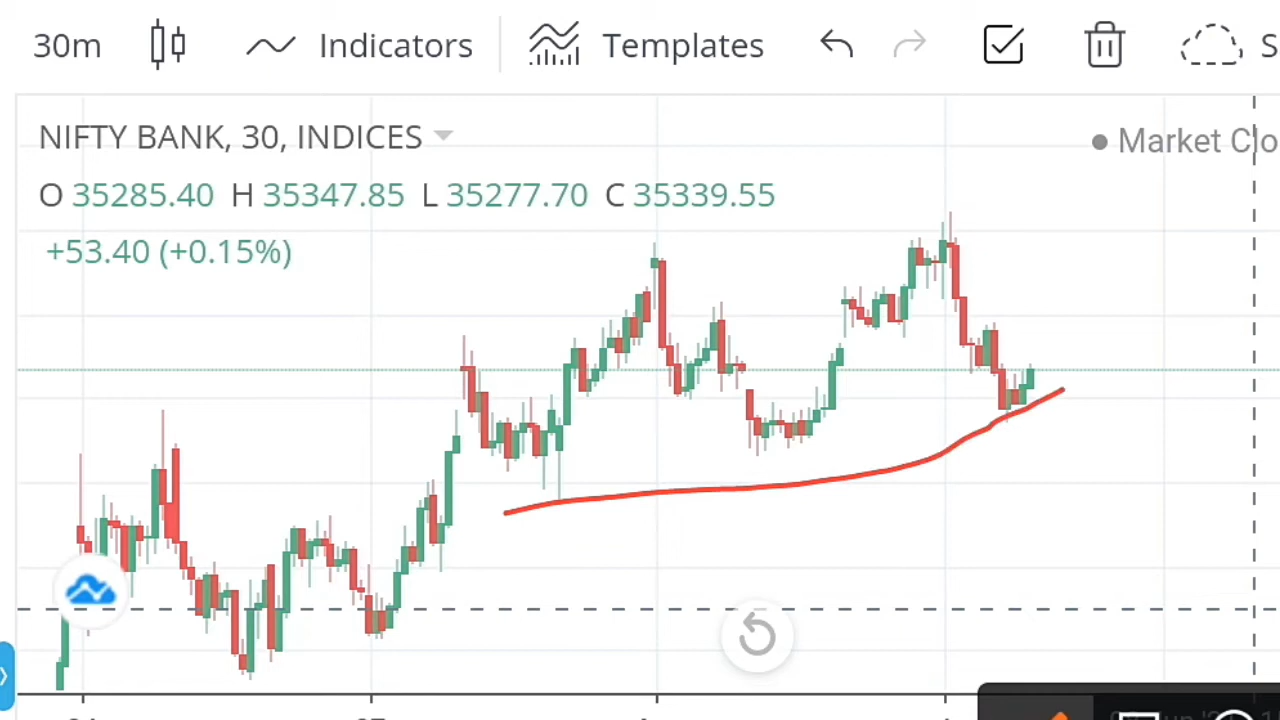 30m Indicators Templates
NIFTY BANK, 30, INDICES
Market Clo
O 35285.40 H 35347.85 L 35277.70 C 35339.55
+53.40 (+0.15%)